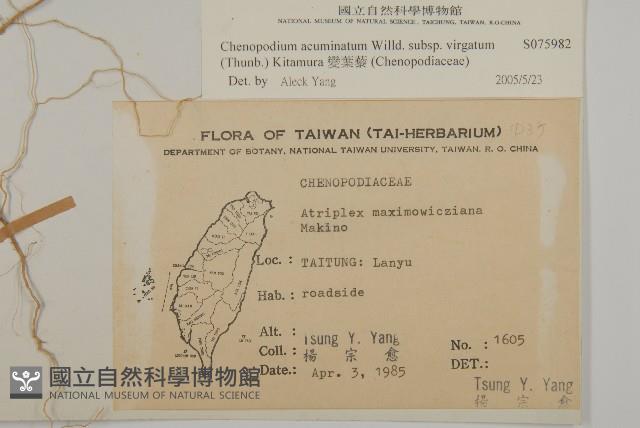 國立自然科學博物館
NATIONAL MUSEUM OF NATURAL SCIENCE, TAICHUNG, TAIWAN, R.O.CHINA
Chenopodium acuminatum Willd. subsp. virgatum S075982
(Thunb.) Kitamura 變葉藜 (Chenopodiaceae)
Det. by Aleck Yang 2005/5/23
FLORA OF TAIWAN (TAI-HERBARIUM)
DEPARTMENT OF BOTANY, NATIONAL TAIWAN UNIVERSITY, TAIWAN, R. O. CHINA
CHENOPODIACEAE
Atriplex maximowicziana
Makino
Loc. : TAITUNG: Lanyu
Hab. : roadside
Alt. :
Coll. : Tsung Y. Yang No. : 1605
楊宗愈 DET.:
Date.: Apr. 3, 1985
Tsung Y. Yang
楊宗愈
國立自然科學博物館
NATIONAL MUSEUM OF NATURAL SCIENCE